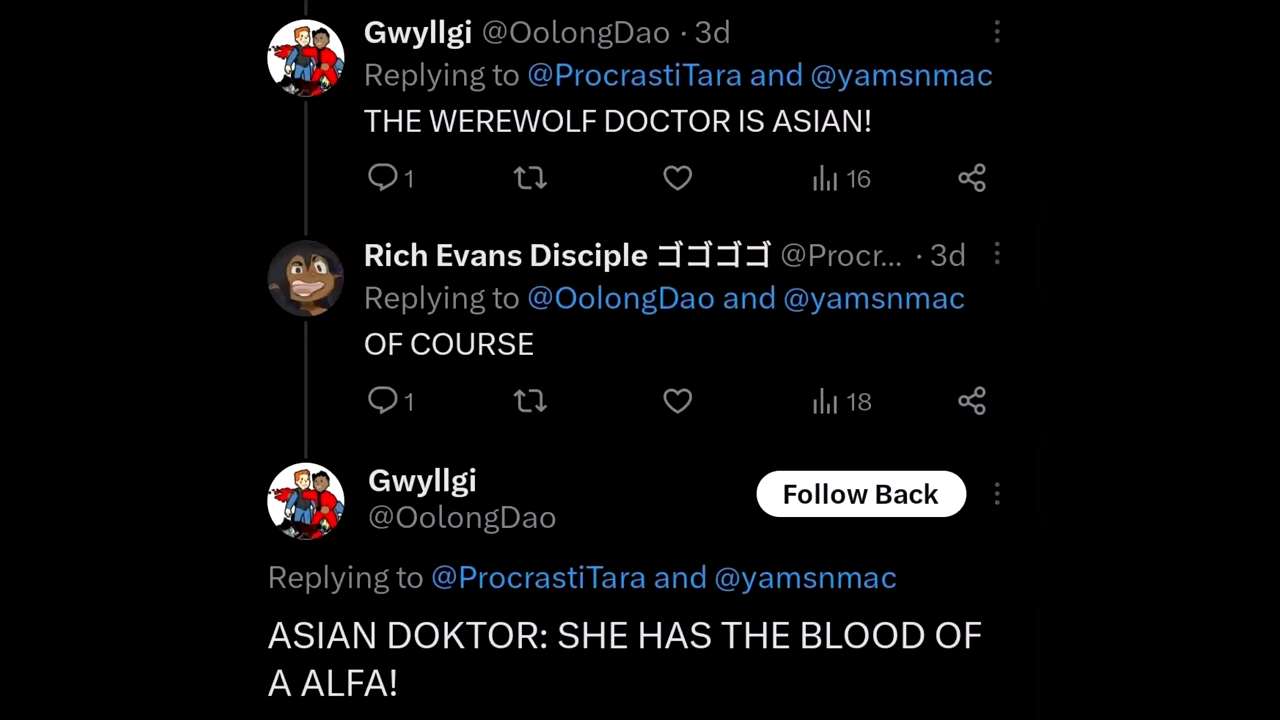 Gwyllgi @OolongDao · 3d
Replying to @ProcrastiTara and @yamsnmac
THE WEREWOLF DOCTOR IS ASIAN!
1 16
Rich Evans Disciple ゴゴゴゴ @Procr... · 3d
Replying to @OolongDao and @yamsnmac
OF COURSE
1 18
Gwyllgi
@OolongDao
Follow Back
Replying to @ProcrastiTara and @yamsnmac
ASIAN DOKTOR: SHE HAS THE BLOOD OF
A ALFA!